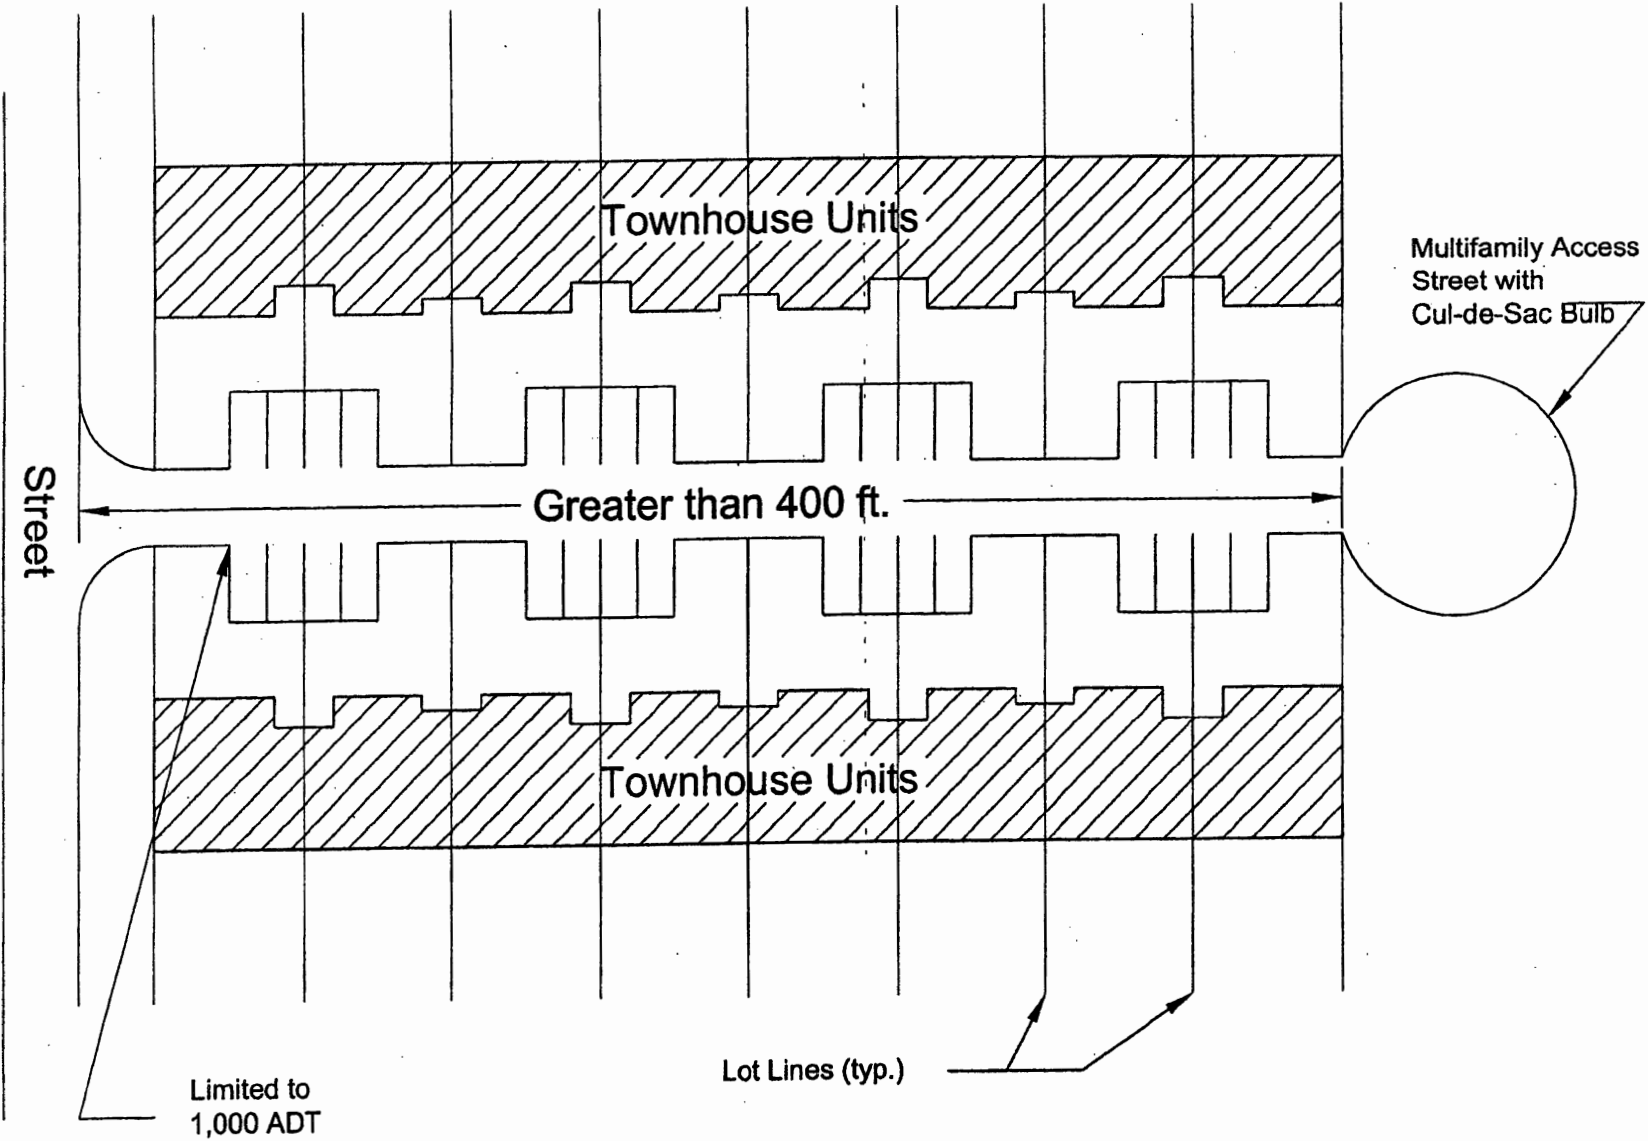 Townhouse Units
Multifamily Access
Street with
Cul-de-Sac Bulb
Street
Greater than 400 ft.
Townhouse Units
Lot Lines (typ.)
Limited to
1,000 ADT